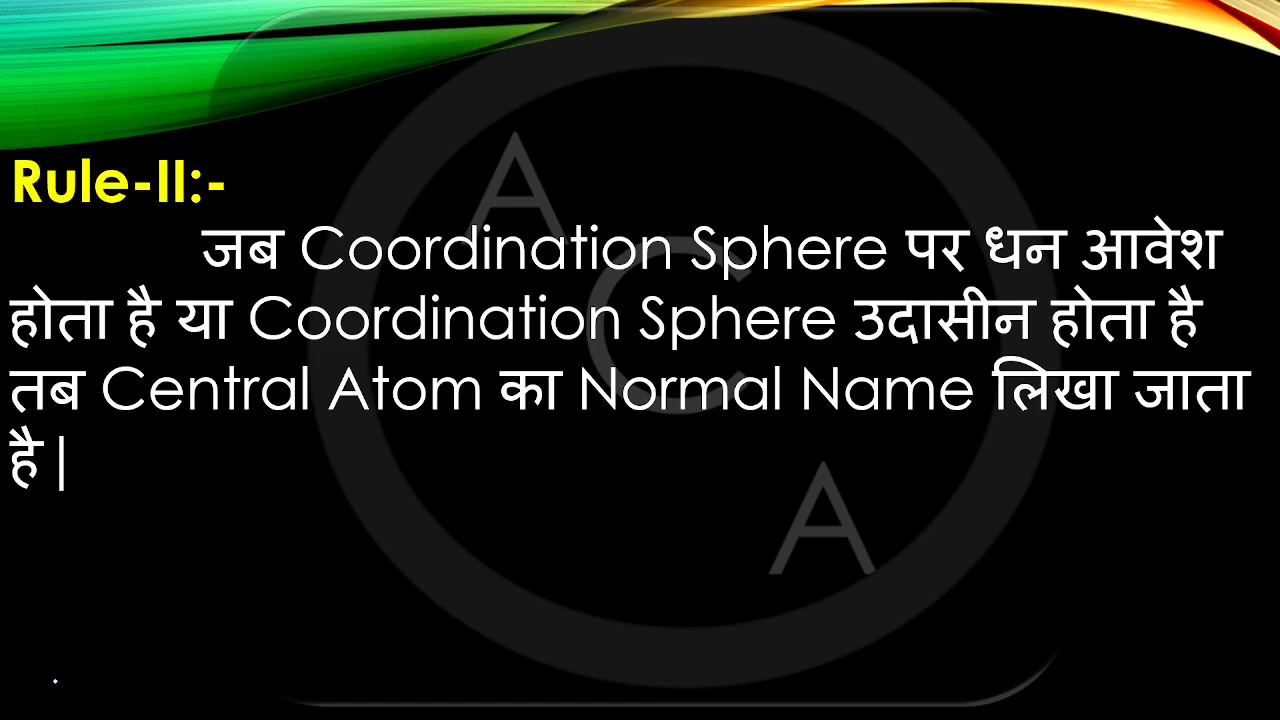 Rule-II:-
जब Coordination Sphere पर धन आवेश
होता है या Coordination Sphere उदासीन होता है
तब Central Atom का Normal Name लिखा जाता
है|
A
C
A